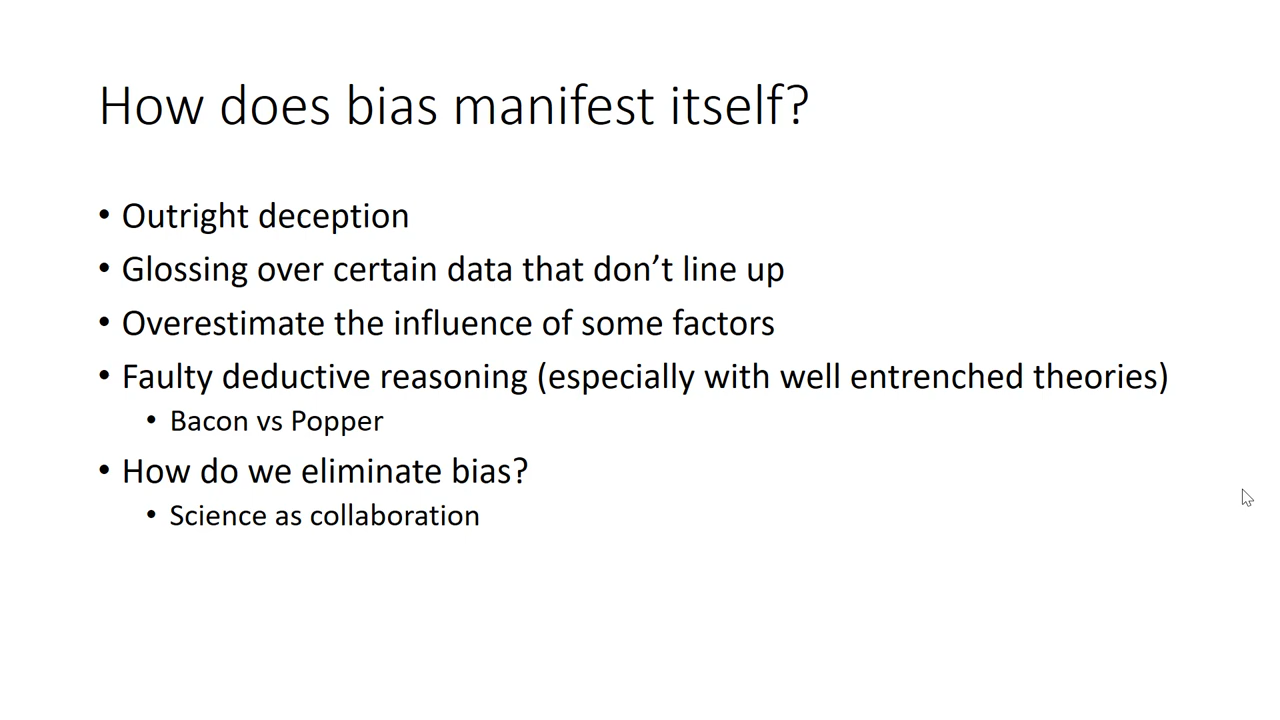 How does bias manifest itself?
• Outright deception
• Glossing over certain data that don’t line up
• Overestimate the influence of some factors
• Faulty deductive reasoning (especially with well entrenched theories)
• Bacon vs Popper
• How do we eliminate bias?
• Science as collaboration